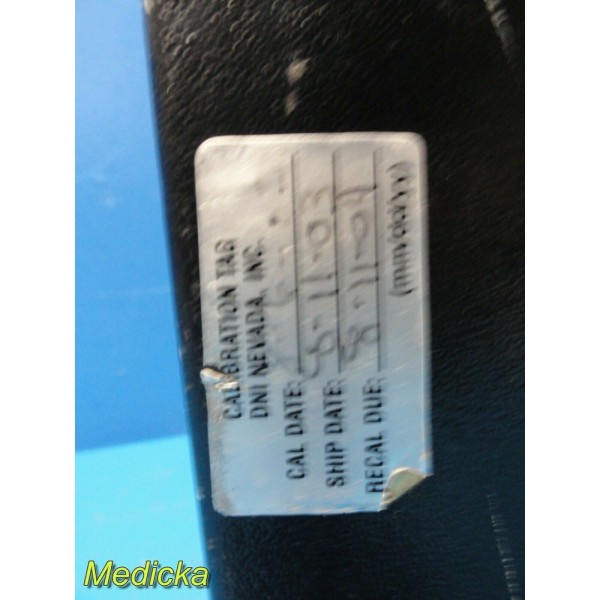 CALIBRATION TAG
DNI NEVADA, INC.
CAL DATE:
SHIP DATE: 8-11-03
RECAL DUE: 8-11-04
(mm/dd/yy)
Medicka